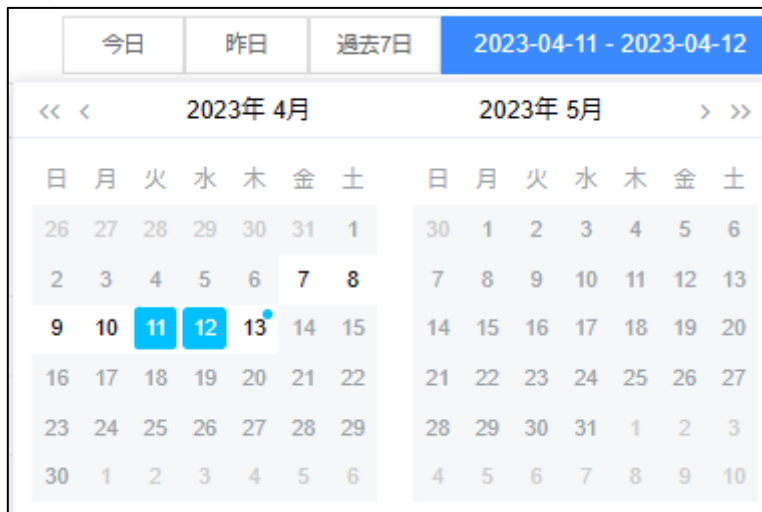 今日 昨日 過去7日 2023-04-11 - 2023-04-12
<< < 2023年 4月 2023年 5月 > >>
日 月 火 水 木 金 土 日 月 火 水 木 金 土
26 27 28 29 30 31 1 30 1 2 3 4 5 6
2 3 4 5 6 7 8 7 8 9 10 11 12 13
9 10 11 12 13 14 15 14 15 16 17 18 19 20
16 17 18 19 20 21 22 21 22 23 24 25 26 27
23 24 25 26 27 28 29 28 29 30 31 1 2 3
30 1 2 3 4 5 6 4 5 6 7 8 9 10